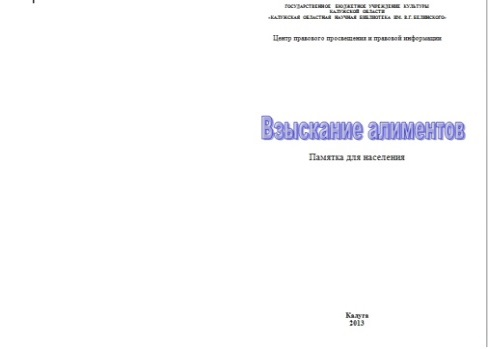 ГОСУДАРСТВЕННОЕ БЮДЖЕТНОЕ УЧРЕЖДЕНИЕ КУЛЬТУРЫ
КАЛУЖСКОЙ ОБЛАСТИ
«КАЛУЖСКАЯ ОБЛАСТНАЯ НАУЧНАЯ БИБЛИОТЕКА ИМ. В.Г. БЕЛИНСКОГО»
Центр правового просвещения и правовой информации
Взыскание алиментов
Памятка для населения
Калуга
2013